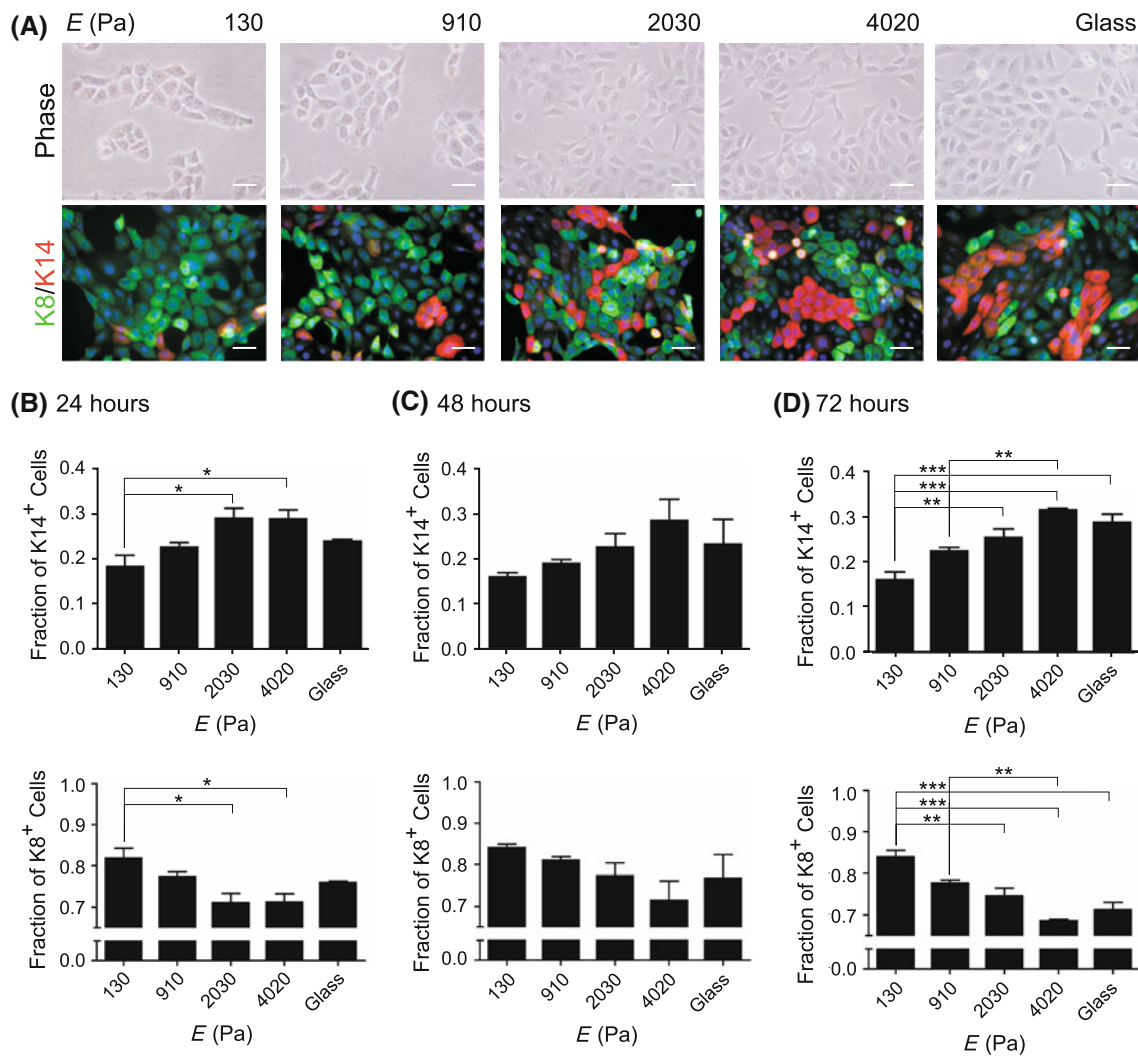 (A) E (Pa) 130 910 2030 4020 Glass
Phase
K8/K14
(B) 24 hours
(C) 48 hours
(D) 72 hours
Fraction of K14+ Cells
0.4
0.3
0.2
0.1
0.0
*
*
130 910 2030 4020 Glass
E (Pa)
Fraction of K14+ Cells
0.4
0.3
0.2
0.1
0.0
130 910 2030 4020 Glass
E (Pa)
Fraction of K14+ Cells
0.4
0.3
0.2
0.1
0.0
**
***
***
**
130 910 2030 4020 Glass
E (Pa)
Fraction of K8+ Cells
1.0
0.9
0.8
0.7
0.0
*
*
130 910 2030 4020 Glass
E (Pa)
Fraction of K8+ Cells
1.0
0.9
0.8
0.7
0.0
130 910 2030 4020 Glass
E (Pa)
Fraction of K8+ Cells
1.0
0.9
0.8
0.7
0.0
**
***
***
**
130 910 2030 4020 Glass
E (Pa)